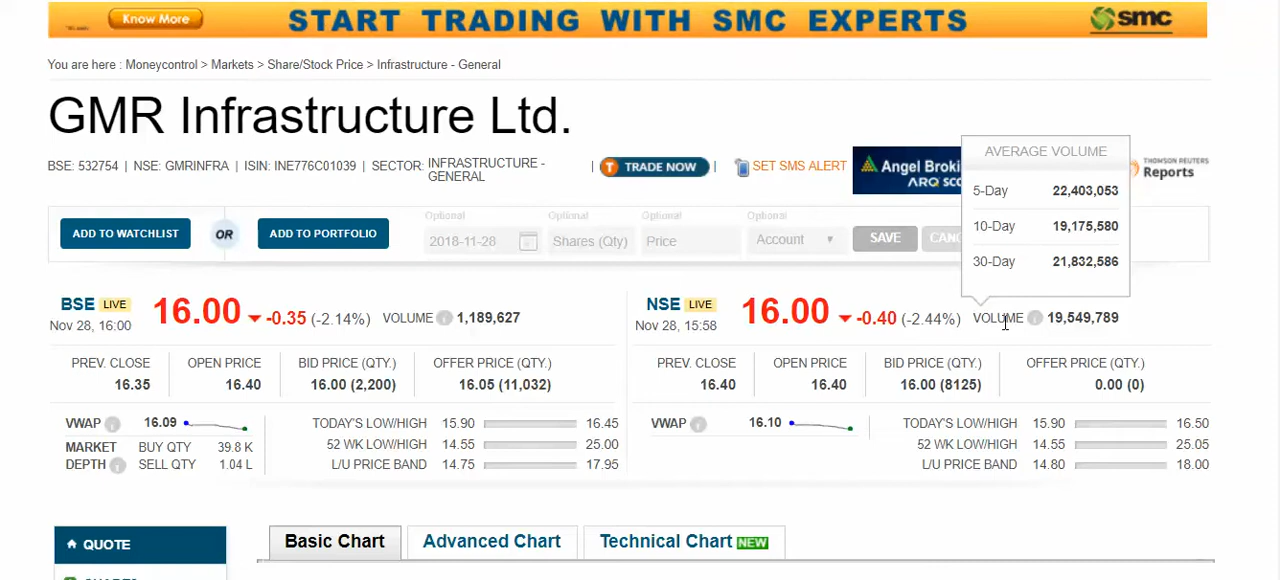 Know More START TRADING WITH SMC EXPERTS smc
You are here : Moneycontrol > Markets > Share/Stock Price > Infrastructure - General
GMR Infrastructure Ltd.
BSE: 532754 | NSE: GMRINFRA | ISIN: INE776C01039 | SECTOR: INFRASTRUCTURE - GENERAL | T TRADE NOW | SET SMS ALERT
Angel Broki
ARQ SCO
THOMSON REUTERS
Reports
AVERAGE VOLUME
5-Day 22,403,053
10-Day 19,175,580
30-Day 21,832,586
ADD TO WATCHLIST OR ADD TO PORTFOLIO
Optional Optional Optional Optional
2018-11-28 Shares (Qty) Price Account SAVE CANC
BSE LIVE 16.00 -0.35 (-2.14%) VOLUME 1,189,627
Nov 28, 16:00
NSE LIVE 16.00 -0.40 (-2.44%) VOLUME 19,549,789
Nov 28, 15:58
PREV. CLOSE OPEN PRICE BID PRICE (QTY.) OFFER PRICE (QTY.)
16.35 16.40 16.00 (2,200) 16.05 (11,032)
PREV. CLOSE OPEN PRICE BID PRICE (QTY.) OFFER PRICE (QTY.)
16.40 16.40 16.00 (8125) 0.00 (0)
VWAP 16.09 TODAY'S LOW/HIGH 15.90 16.45
MARKET BUY QTY 39.8 K 52 WK LOW/HIGH 14.55 25.00
DEPTH SELL QTY 1.04 L L/U PRICE BAND 14.75 17.95
VWAP 16.10 TODAY'S LOW/HIGH 15.90 16.50
52 WK LOW/HIGH 14.55 25.05
L/U PRICE BAND 14.80 18.00
QUOTE
Basic Chart Advanced Chart Technical Chart NEW